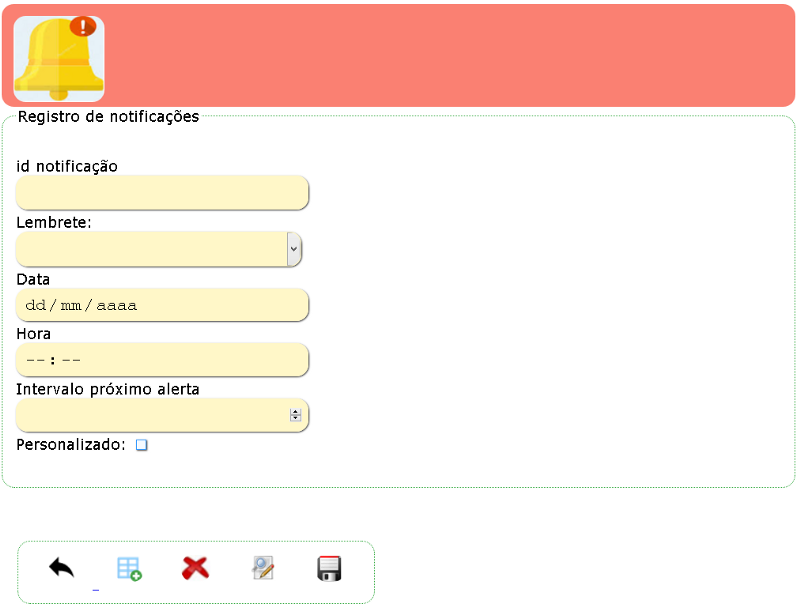 Registro de notificações
id notificação
Lembrete:
Data
dd/mm/aaaa
Hora
--:--
Intervalo próximo alerta
Personalizado: